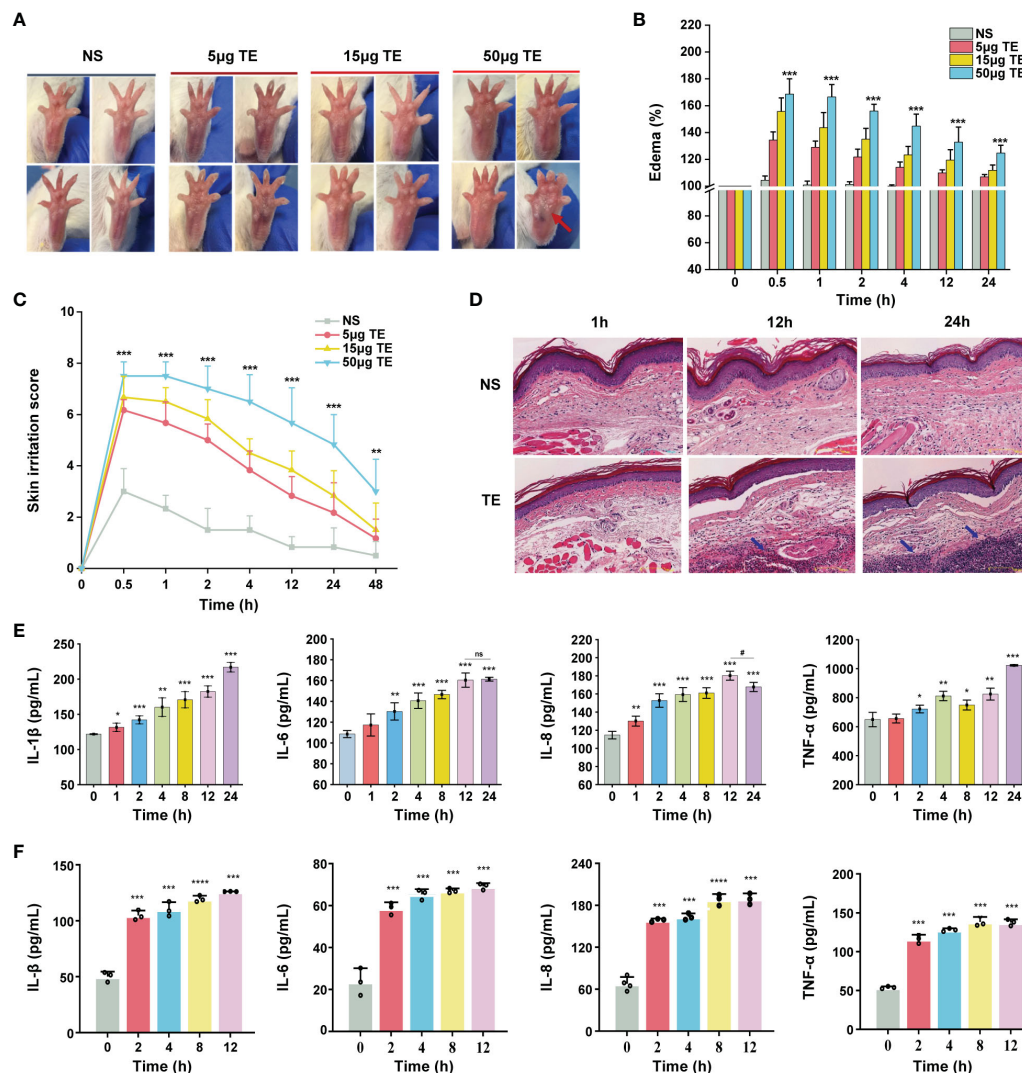 A
NS 5μg TE 15μg TE 50μg TE
B
Edema (%)
220
200
180
160
140
120
100
80
60
40
NS
5μg TE
15μg TE
50μg TE
*** *** *** *** *** ***
0 0.5 1 2 4 12 24
Time (h)
C
Skin irritation score
10
8
6
4
2
0
NS
5μg TE
15μg TE
50μg TE
*** *** *** *** *** *** **
0 0.5 1 2 4 12 24 48
Time (h)
D
1h 12h 24h
NS
TE
E
IL-1β (pg/mL)
250
200
150
100
50
* *** ** *** *** ***
0 1 2 4 8 12 24
Time (h)
IL-6 (pg/mL)
200
180
160
140
120
100
80
60
** *** *** *** ns ***
0 1 2 4 8 12 24
Time (h)
IL-8 (pg/mL)
200
180
160
140
120
100
80
60
** *** *** *** *** # ***
0 1 2 4 8 12 24
Time (h)
TNF-α (pg/mL)
1200
1000
800
600
400
200
* ** * ** ***
0 1 2 4 8 12 24
Time (h)
F
IL-β (pg/mL)
150
100
50
0
*** *** **** ***
0 2 4 8 12
Time (h)
IL-6 (pg/mL)
80
60
40
20
0
*** *** *** ***
0 2 4 8 12
Time (h)
IL-8 (pg/mL)
240
180
120
60
0
*** *** **** ***
0 2 4 8 12
Time (h)
TNF-α (pg/mL)
200
150
100
50
0
*** *** *** ***
0 2 4 8 12
Time (h)